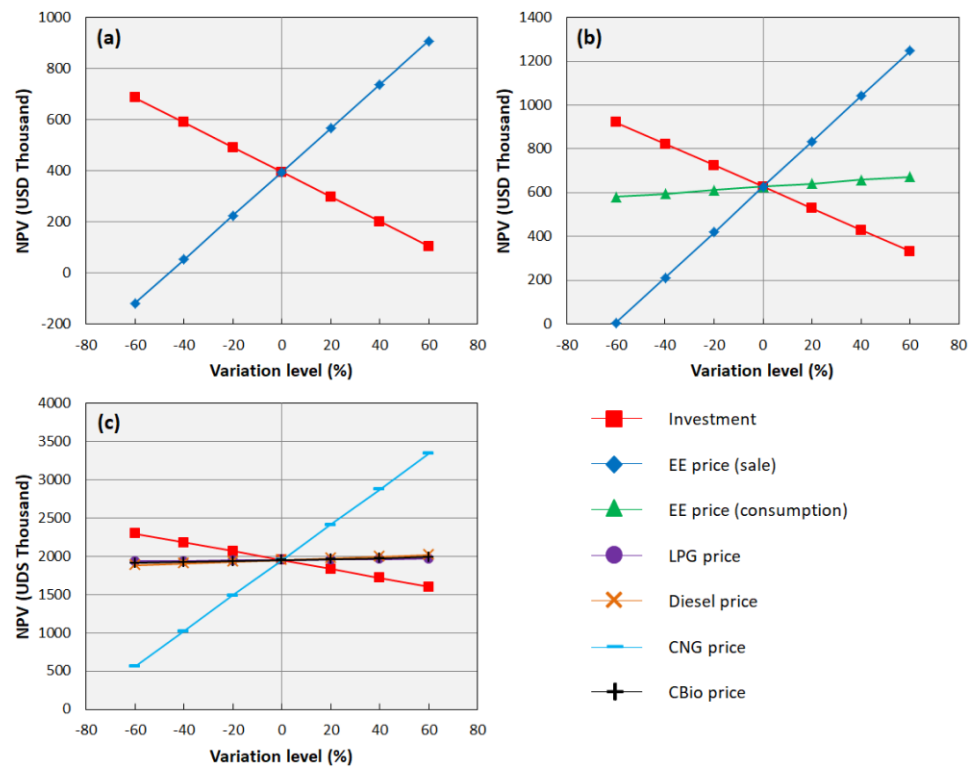 (a)
NPV (USD Thousand)
1000
800
600
400
200
0
-200
-80 -60 -40 -20 0 20 40 60 80
Variation level (%)
(b)
NPV (USD Thousand)
1400
1200
1000
800
600
400
200
0
-80 -60 -40 -20 0 20 40 60 80
Variation level (%)
(c)
NPV (UDS Thousand)
4000
3500
3000
2500
2000
1500
1000
500
0
-80 -60 -40 -20 0 20 40 60 80
Variation level (%)
Investment
EE price (sale)
EE price (consumption)
LPG price
Diesel price
CNG price
CBio price